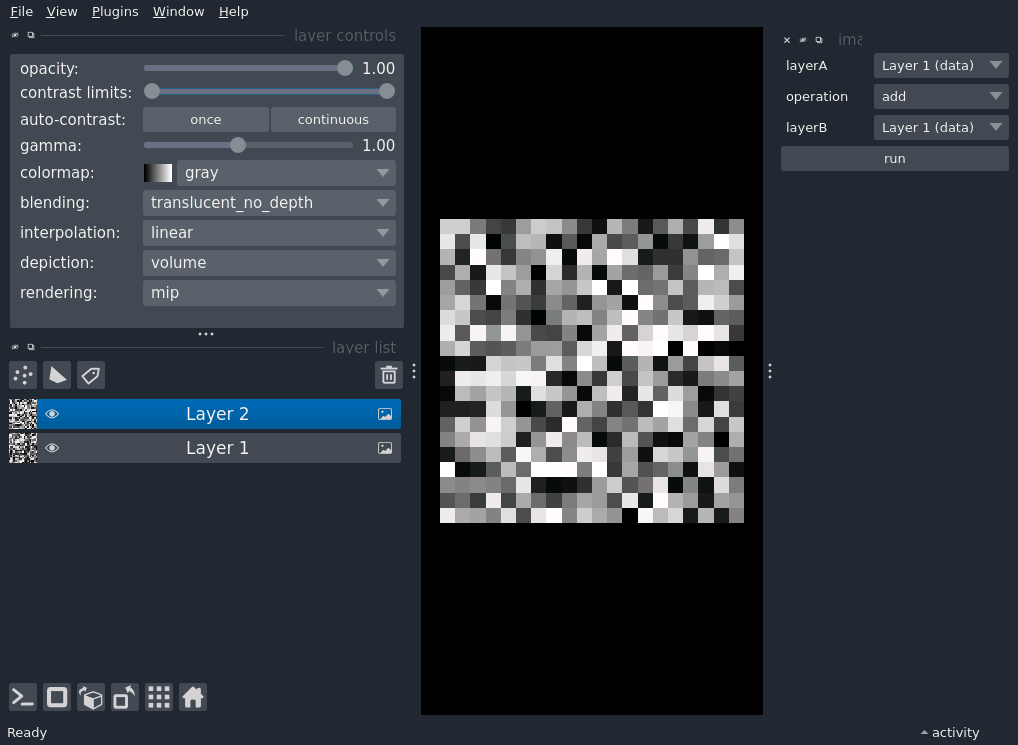 File View Plugins Window Help
layer controls
opacity: 1.00
contrast limits:
auto-contrast: once continuous
gamma: 1.00
colormap: gray
blending: translucent_no_depth
interpolation: linear
depiction: volume
rendering: mip
layer list
Layer 2
Layer 1
ima
layerA Layer 1 (data)
operation add
layerB Layer 1 (data)
run
Ready
activity